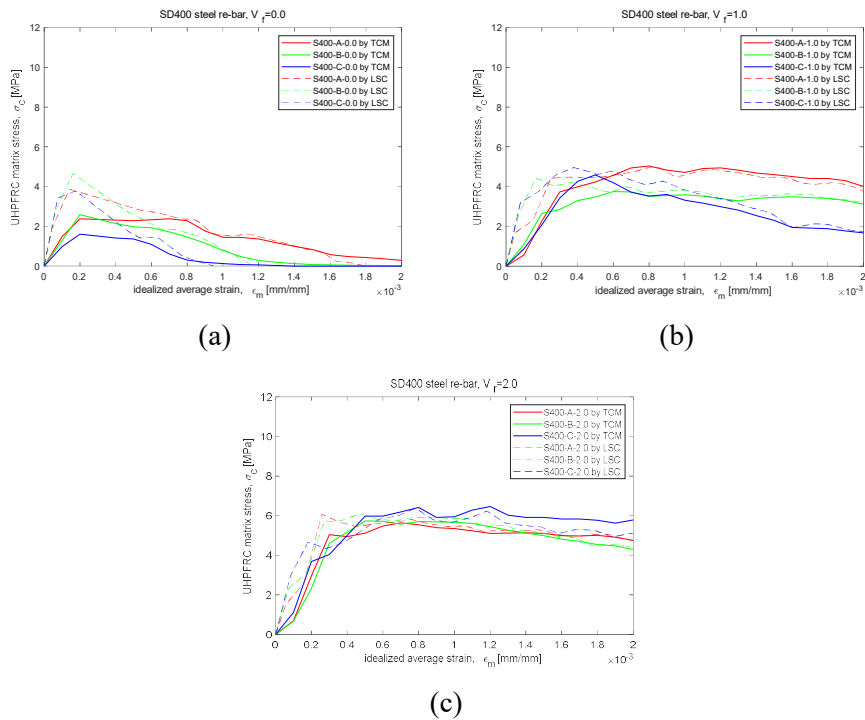 SD400 steel re-bar, V_f=0.0
12
10
8
6
4
2
0
UHPFRC matrix stress, σ_C [MPa]
S400-A-0.0 by TCM
S400-B-0.0 by TCM
S400-C-0.0 by TCM
S400-A-0.0 by LSC
S400-B-0.0 by LSC
S400-C-0.0 by LSC
0 0.2 0.4 0.6 0.8 1 1.2 1.4 1.6 1.8 2
idealized average strain, ϵ_m [mm/mm]
×10⁻³
(a)
SD400 steel re-bar, V_f=1.0
12
10
8
6
4
2
0
UHPFRC matrix stress, σ_C [MPa]
S400-A-1.0 by TCM
S400-B-1.0 by TCM
S400-C-1.0 by TCM
S400-A-1.0 by LSC
S400-B-1.0 by LSC
S400-C-1.0 by LSC
0 0.2 0.4 0.6 0.8 1 1.2 1.4 1.6 1.8 2
idealized average strain, ϵ_m [mm/mm]
×10⁻³
(b)
SD400 steel re-bar, V_f=2.0
12
10
8
6
4
2
0
UHPFRC matrix stress, σ_C [MPa]
S400-A-2.0 by TCM
S400-B-2.0 by TCM
S400-C-2.0 by TCM
S400-A-2.0 by LSC
S400-B-2.0 by LSC
S400-C-2.0 by LSC
0 0.2 0.4 0.6 0.8 1 1.2 1.4 1.6 1.8 2
idealized average strain, ϵ_m [mm/mm]
×10⁻³
(c)